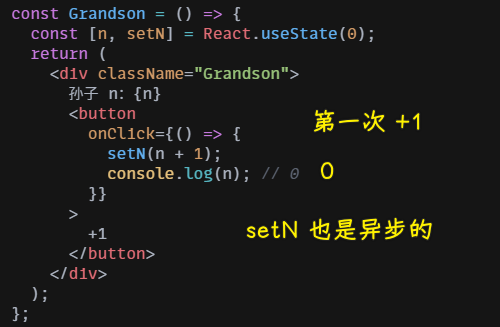 const Grandson = () => {
  const [n, setN] = React.useState(0);
  return (
    <div className="Grandson">
      孙子 n: {n}
      <button
        onClick={() => {
          setN(n + 1);
          console.log(n); // 0
        }}
      >
        +1
      </button>
    </div>
  );
};
第一次 +1
0
setN 也是异步的